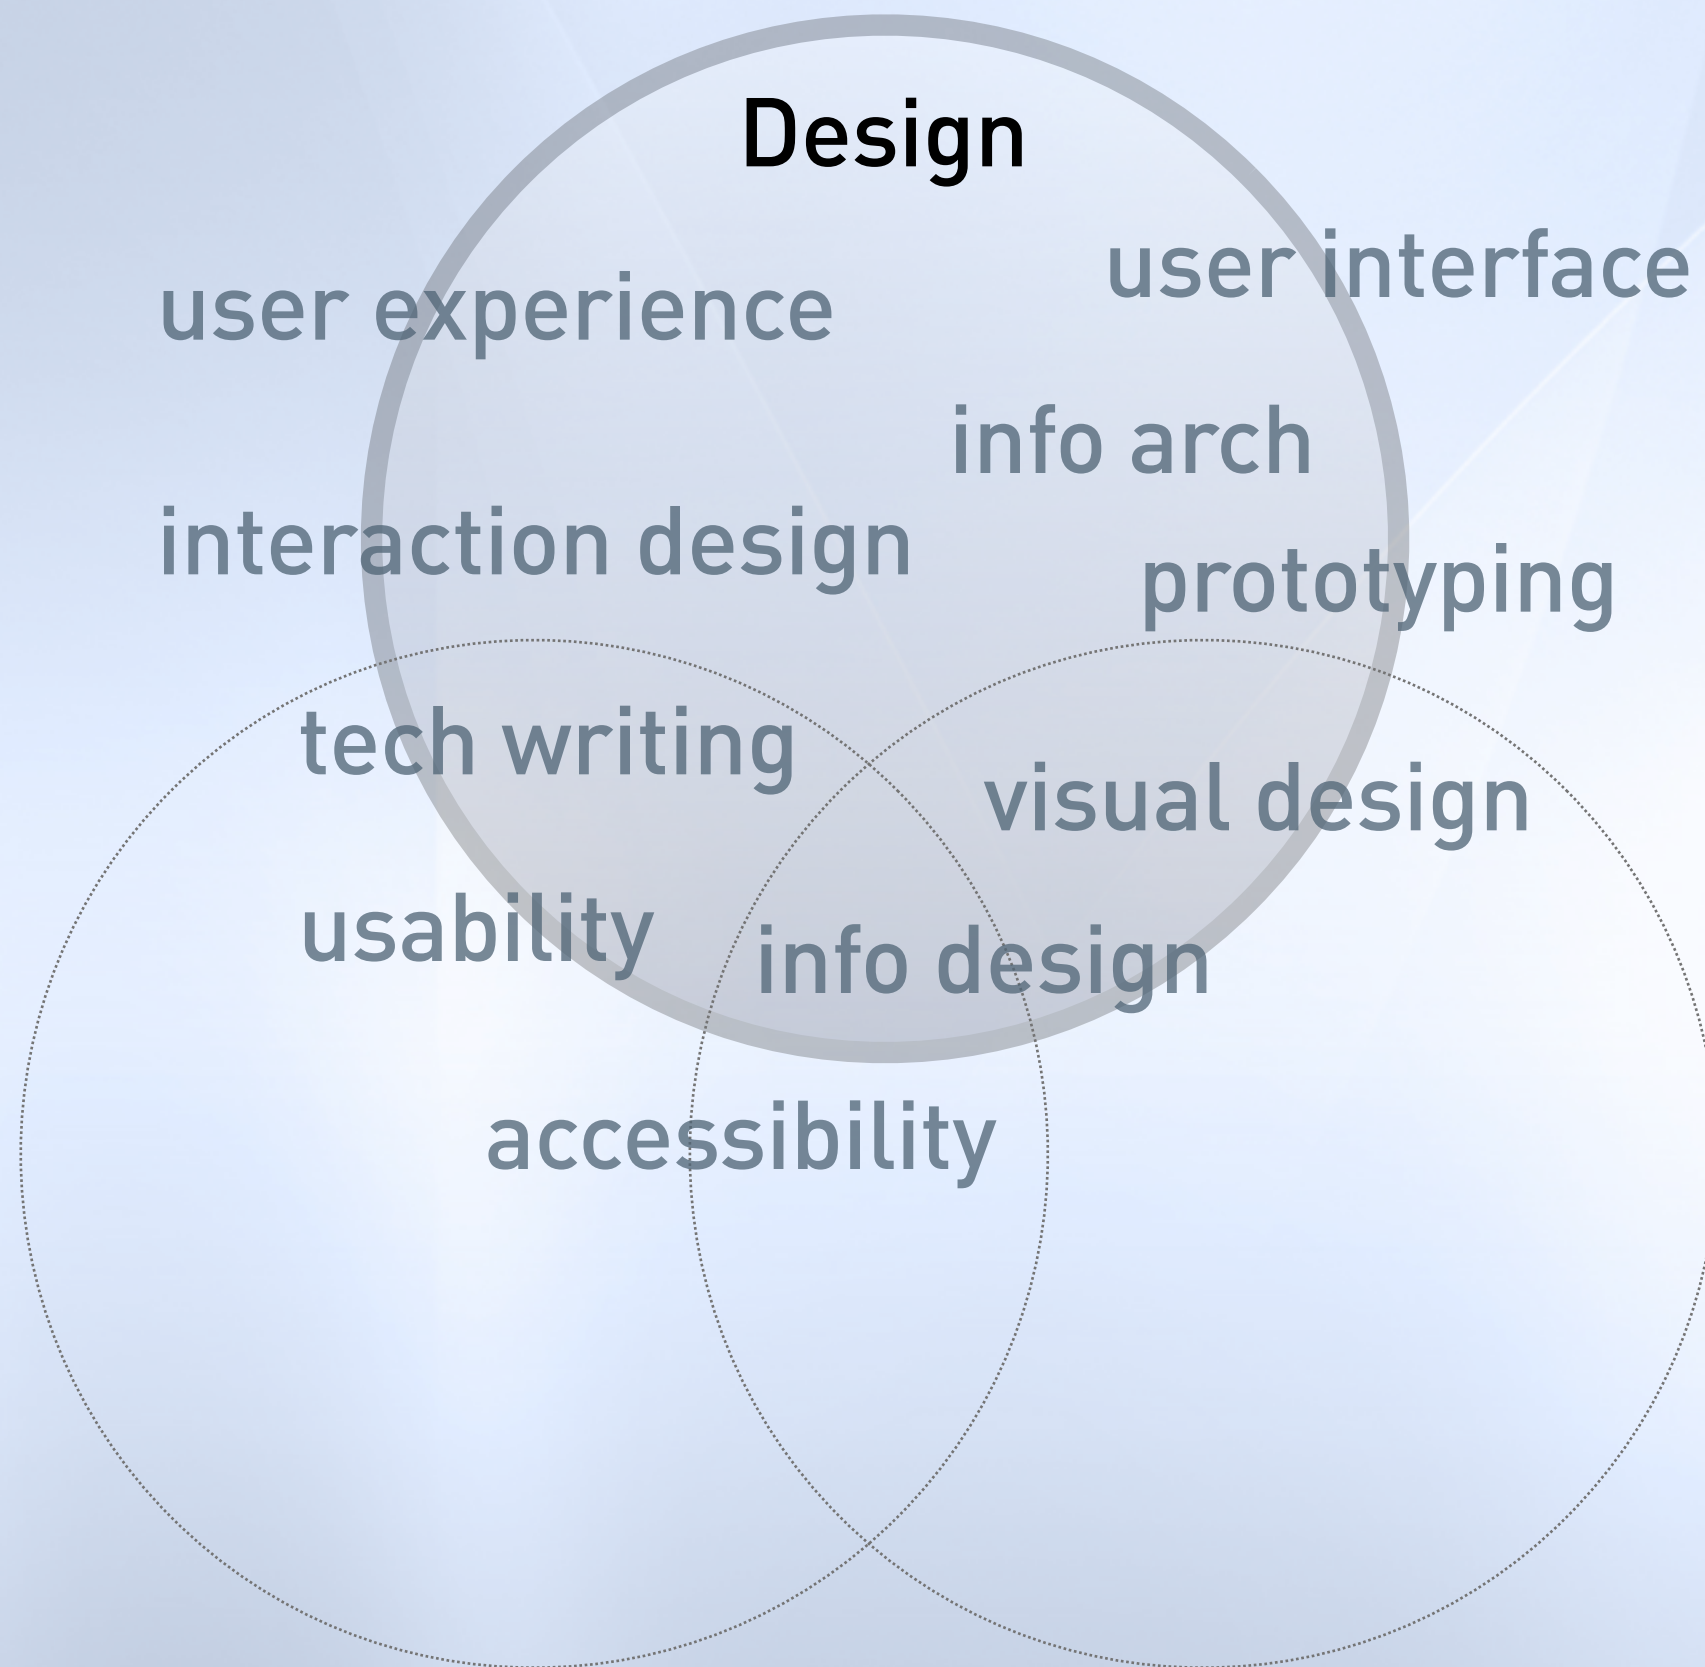 Design
user interface
user experience
info arch
interaction design
prototyping
tech writing
visual design
usability
info design
accessibility